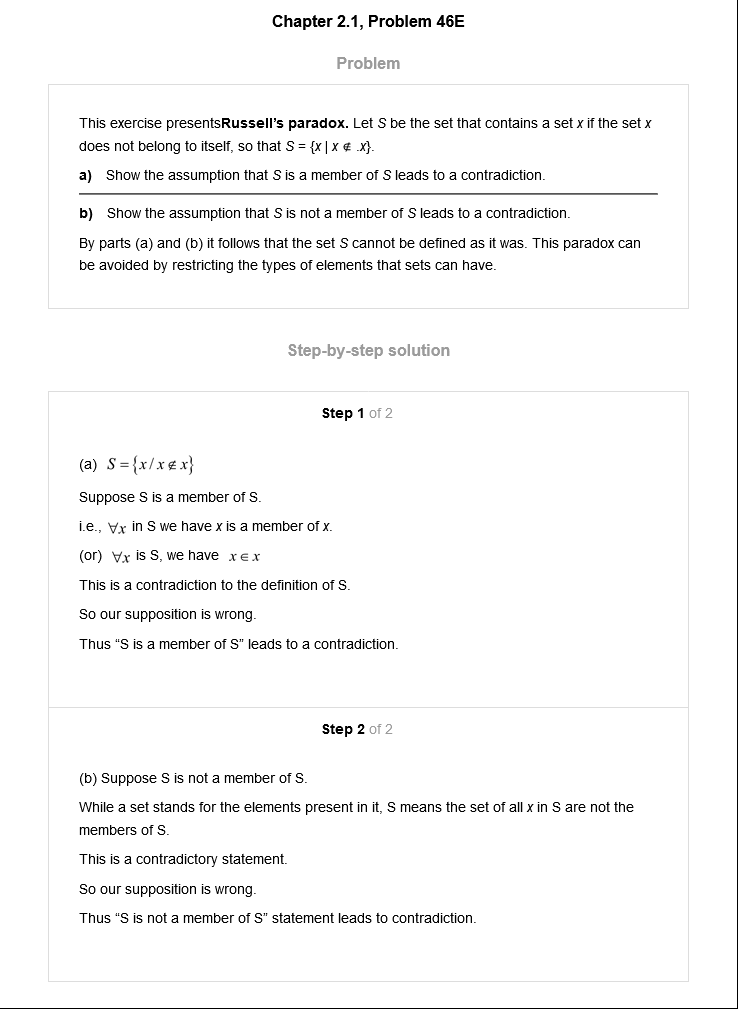 Chapter 2.1, Problem 46E
Problem
This exercise presentsRussell's paradox. Let S be the set that contains a set x if the set x
does not belong to itself, so that S = {x | x ∉ .x}.
a) Show the assumption that S is a member of S leads to a contradiction.
b) Show the assumption that S is not a member of S leads to a contradiction.
By parts (a) and (b) it follows that the set S cannot be defined as it was. This paradox can
be avoided by restricting the types of elements that sets can have.
Step-by-step solution
Step 1 of 2
(a) S = {x / x ∉ x}
Suppose S is a member of S.
i.e., ∀x in S we have x is a member of x.
(or) ∀x is S, we have x ∈ x
This is a contradiction to the definition of S.
So our supposition is wrong.
Thus “S is a member of S” leads to a contradiction.
Step 2 of 2
(b) Suppose S is not a member of S.
While a set stands for the elements present in it, S means the set of all x in S are not the
members of S.
This is a contradictory statement.
So our supposition is wrong.
Thus “S is not a member of S” statement leads to contradiction.